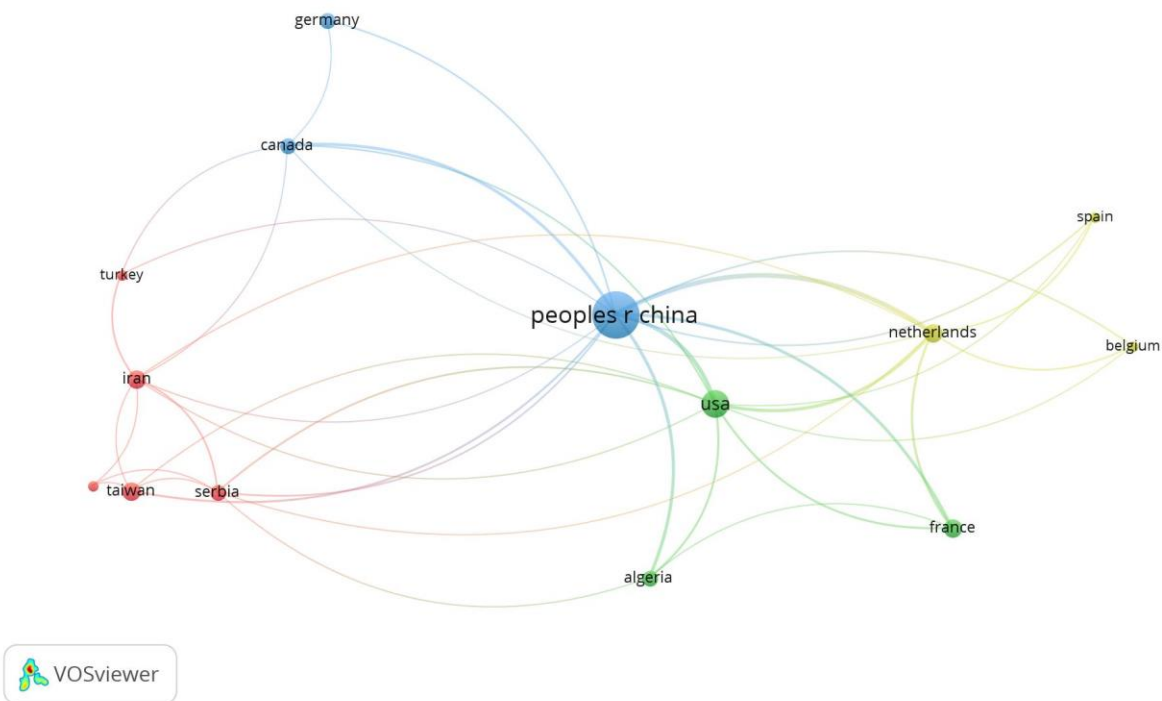 germany
canada
spain
turkey
peoples r china
netherlands
belgium
iran
usa
taiwan
serbia
france
algeria
VOSviewer